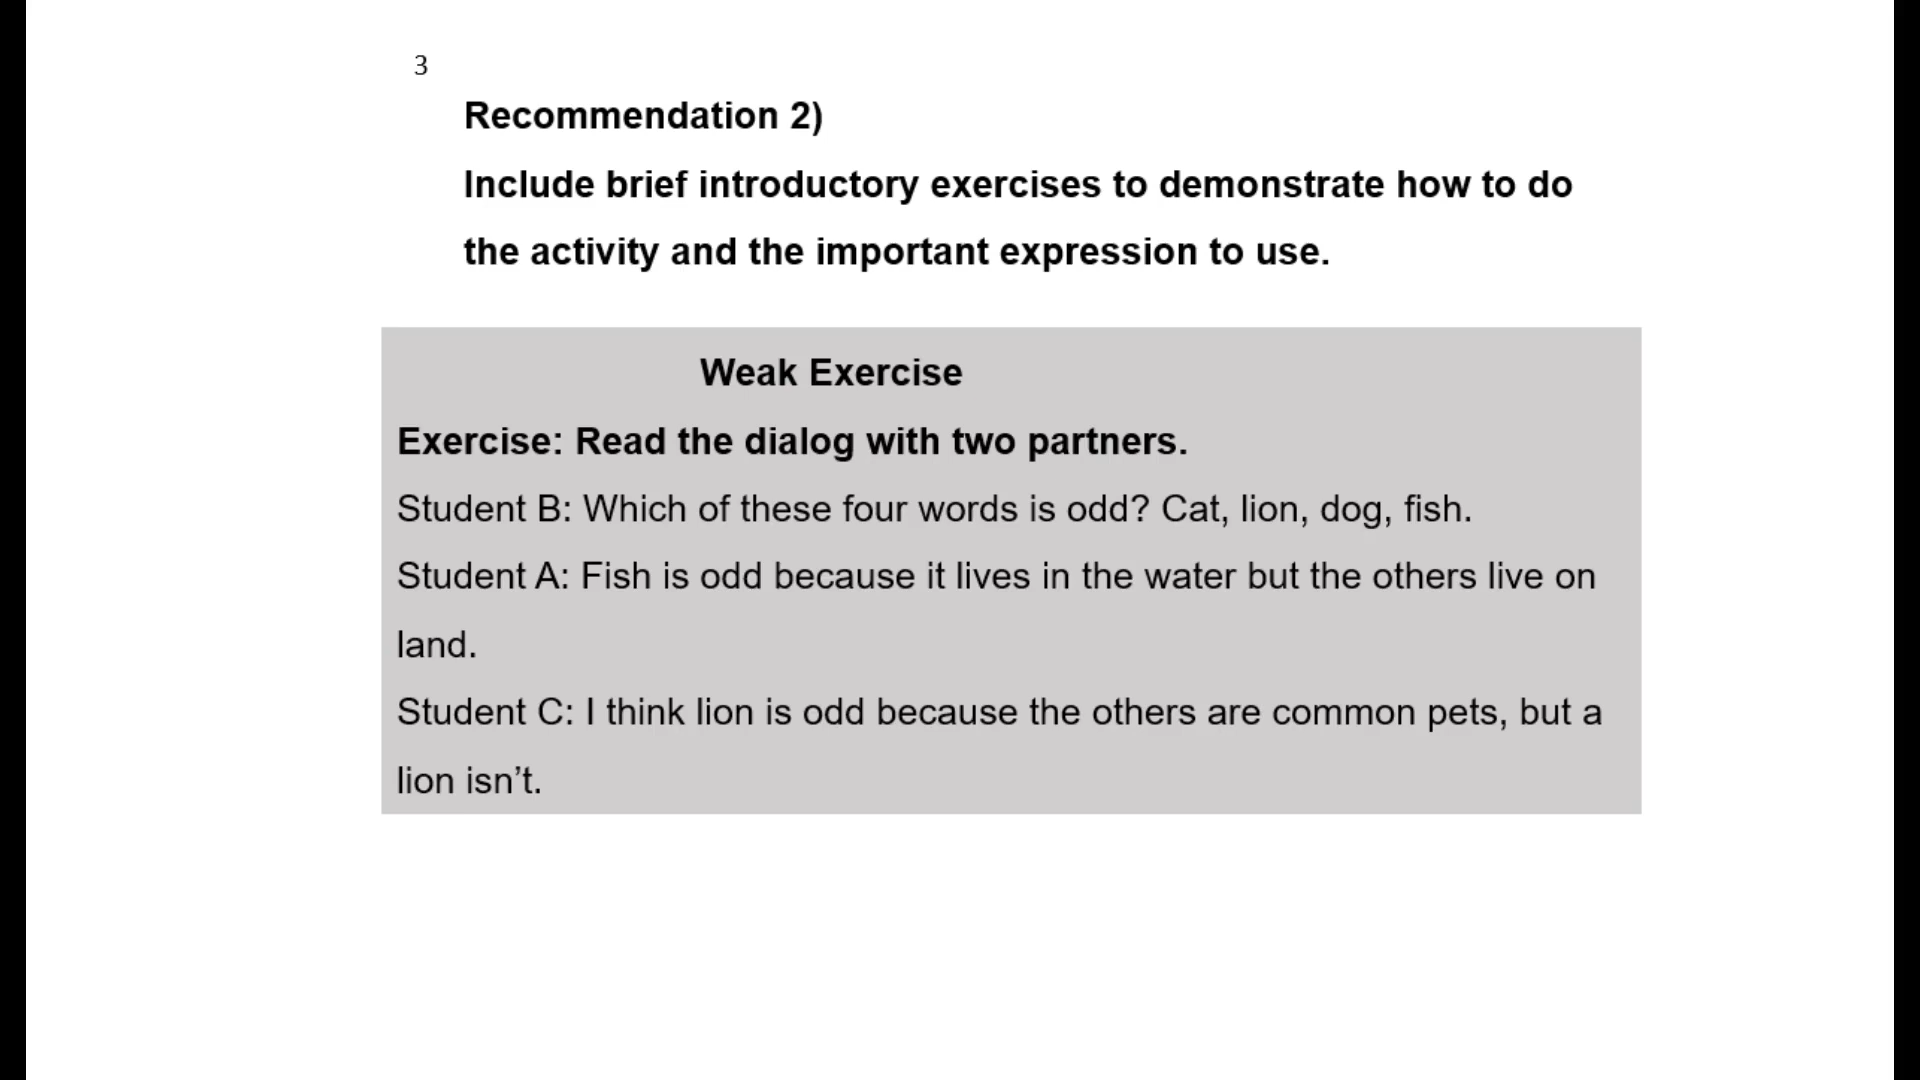 3
Recommendation 2)
Include brief introductory exercises to demonstrate how to do
the activity and the important expression to use.
Weak Exercise
Exercise: Read the dialog with two partners.
Student B: Which of these four words is odd? Cat, lion, dog, fish.
Student A: Fish is odd because it lives in the water but the others live on
land.
Student C: I think lion is odd because the others are common pets, but a
lion isn’t.